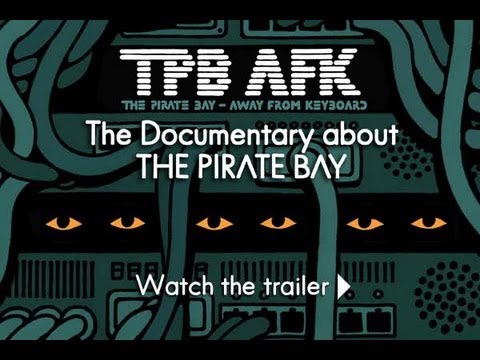 TPB AFK
THE PIRATE BAY - AWAY FROM KEYBOARD
The Documentary about
THE PIRATE BAY
Watch the trailer